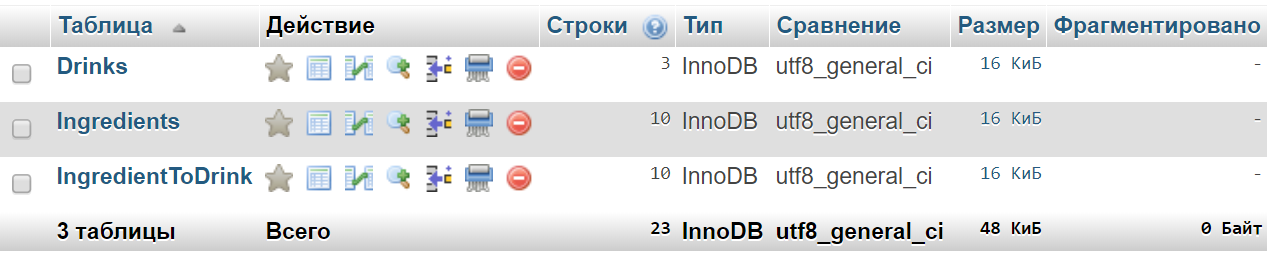 Таблица Действие Строки Тип Сравнение Размер Фрагментировано
Drinks 3 InnoDB utf8_general_ci 16 КиБ -
Ingredients 10 InnoDB utf8_general_ci 16 КиБ -
IngredientToDrink 10 InnoDB utf8_general_ci 16 КиБ -
3 таблицы Всего 23 InnoDB utf8_general_ci 48 КиБ 0 Байт